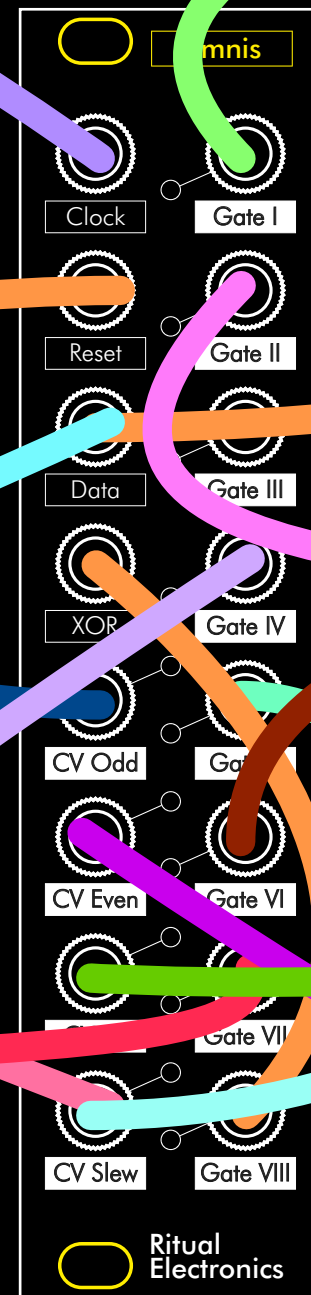 mnis
Clock
Gate I
Reset
Gate II
Data
Gate III
XOR
Gate IV
CV Odd
CV Even
Gate VI
Gate VII
CV Slew
Gate VIII
Ritual
Electronics